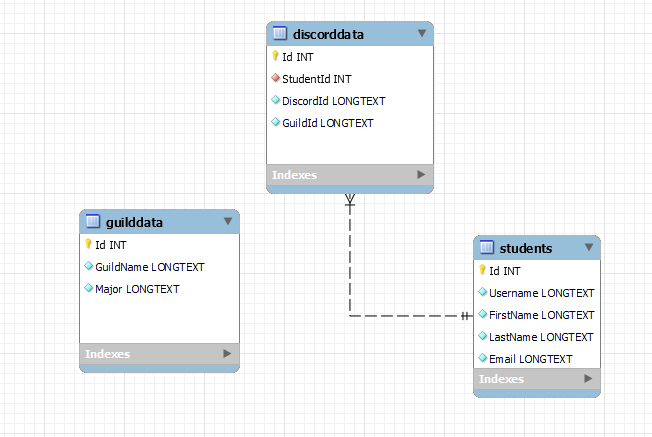 discorddata
Id INT
StudentId INT
DiscordId LONGTEXT
GuildId LONGTEXT
Indexes
guilddata
Id INT
GuildName LONGTEXT
Major LONGTEXT
Indexes
students
Id INT
Username LONGTEXT
FirstName LONGTEXT
LastName LONGTEXT
Email LONGTEXT
Indexes